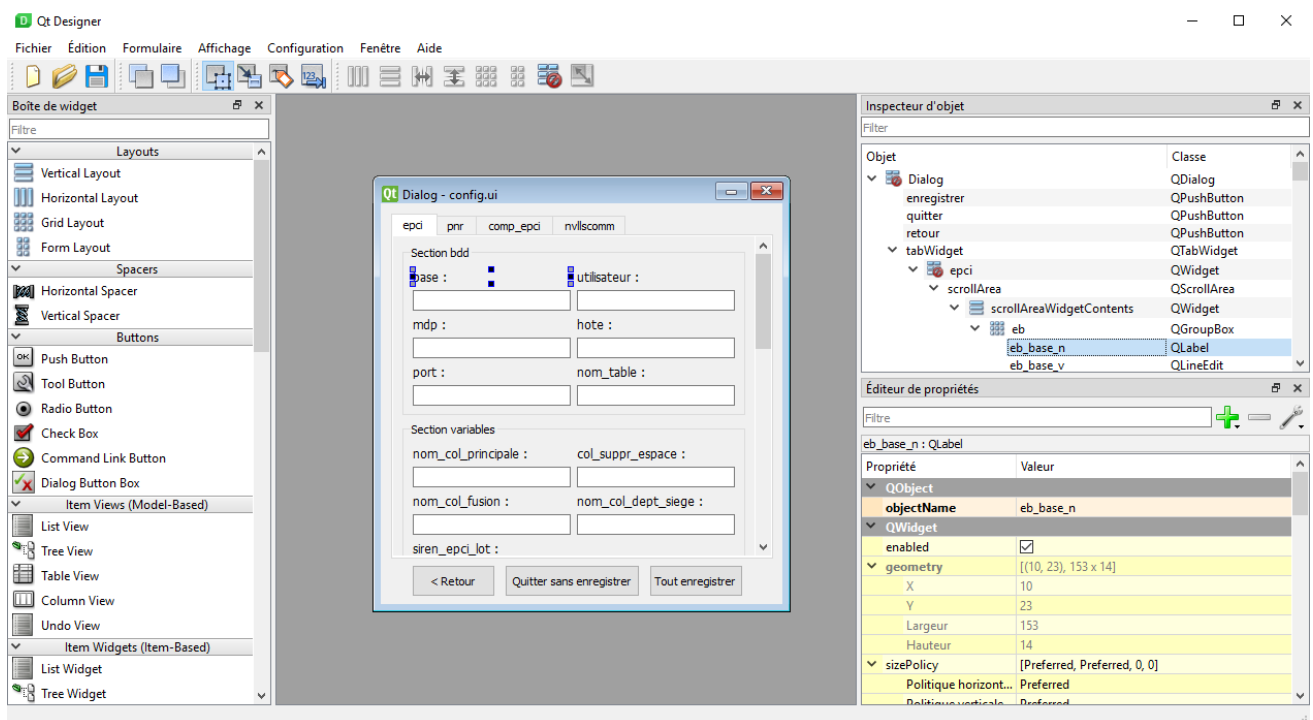 Qt Designer
Fichier Édition Formulaire Affichage Configuration Fenêtre Aide
123
Boîte de widget
Filtre
Layouts
Vertical Layout
Horizontal Layout
Grid Layout
Form Layout
Spacers
Horizontal Spacer
Vertical Spacer
Buttons
OK Push Button
Tool Button
Radio Button
Check Box
Command Link Button
Dialog Button Box
Item Views (Model-Based)
List View
Tree View
Table View
Column View
Undo View
Item Widgets (Item-Based)
List Widget
Tree Widget
Qt Dialog - config.ui
epci pnr comp_epci nvllscomm
Section bdd
base : utilisateur :
mdp : hote :
port : nom_table :
Section variables
nom_col_principale : col_suppr_espace :
nom_col_fusion : nom_col_dept_siege :
siren_epci_lot :
< Retour Quitter sans enregistrer Tout enregistrer
Inspecteur d'objet
Filter
Objet Classe
Dialog QDialog
enregistrer QPushButton
quitter QPushButton
retour QPushButton
tabWidget QTabWidget
epci QWidget
scrollArea QScrollArea
scrollAreaWidgetContents QWidget
eb QGroupBox
eb_base_n QLabel
eb_base_v QLineEdit
Éditeur de propriétés
Filtre
eb_base_n : QLabel
Propriété Valeur
QObject
objectName eb_base_n
QWidget
enabled
geometry [(10, 23), 153 x 14]
X 10
Y 23
Largeur 153
Hauteur 14
sizePolicy [Preferred, Preferred, 0, 0]
Politique horizont... Preferred
Politique verticale Preferred